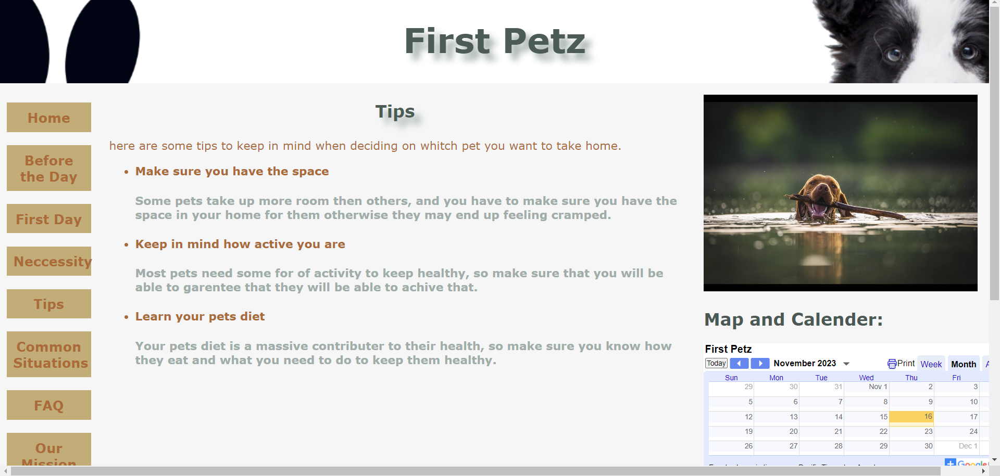 First Petz
Home
Before
the Day
First Day
Neccessity
Tips
Common
Situations
FAQ
Our
Mission
Tips
here are some tips to keep in mind when deciding on whitch pet you want to take home.
• Make sure you have the space
Some pets take up more room then others, and you have to make sure you have the
space in your home for them otherwise they may end up feeling cramped.
• Keep in mind how active you are
Most pets need some for of activity to keep healthy, so make sure that you will be
able to garentee that they will be able to achive that.
• Learn your pets diet
Your pets diet is a massive contributer to their health, so make sure you know how
they eat and what you need to do to keep them healthy.
Map and Calender:
First Petz
Today November 2023 Print Week Month
Sun Mon Tue Wed Thu Fri
29 30 31 Nov 1 2 3
5 6 7 8 9 10
12 13 14 15 16 17
19 20 21 22 23 24
26 27 28 29 30 Dec 1
Google